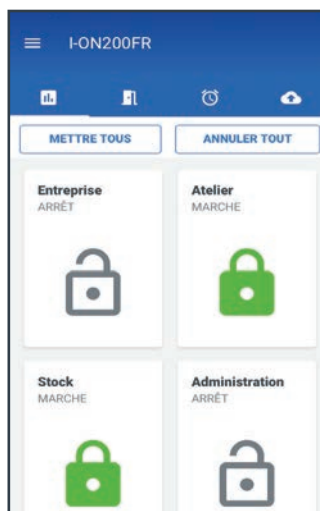 I-ON200FR
METTRE TOUS
ANNULER TOUT
Entreprise
ARRÊT
Atelier
MARCHE
Stock
MARCHE
Administration
ARRÊT